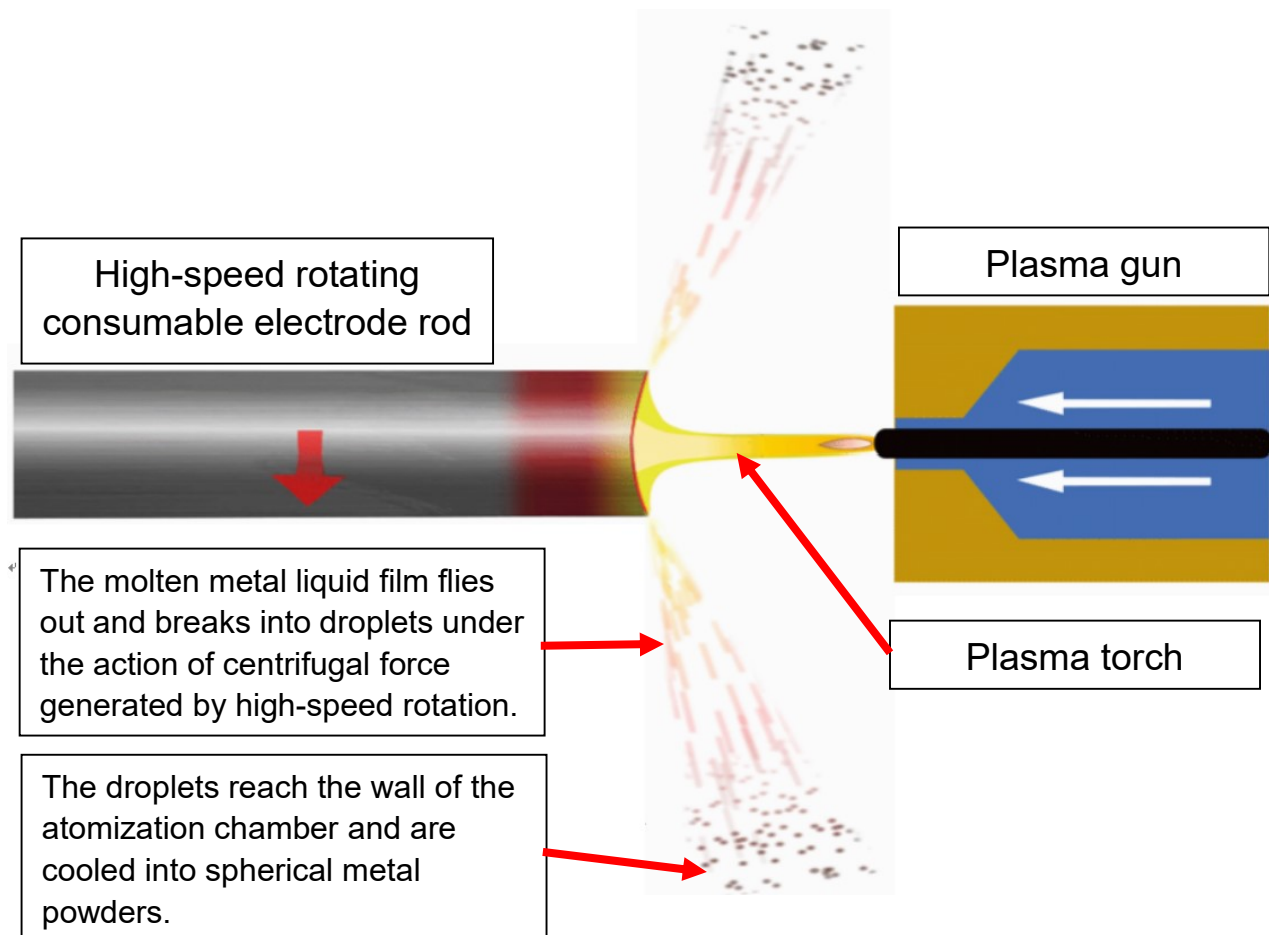 High-speed rotating
consumable electrode rod
Plasma gun
The molten metal liquid film flies
out and breaks into droplets under
the action of centrifugal force
generated by high-speed rotation.
Plasma torch
The droplets reach the wall of the
atomization chamber and are
cooled into spherical metal
powders.